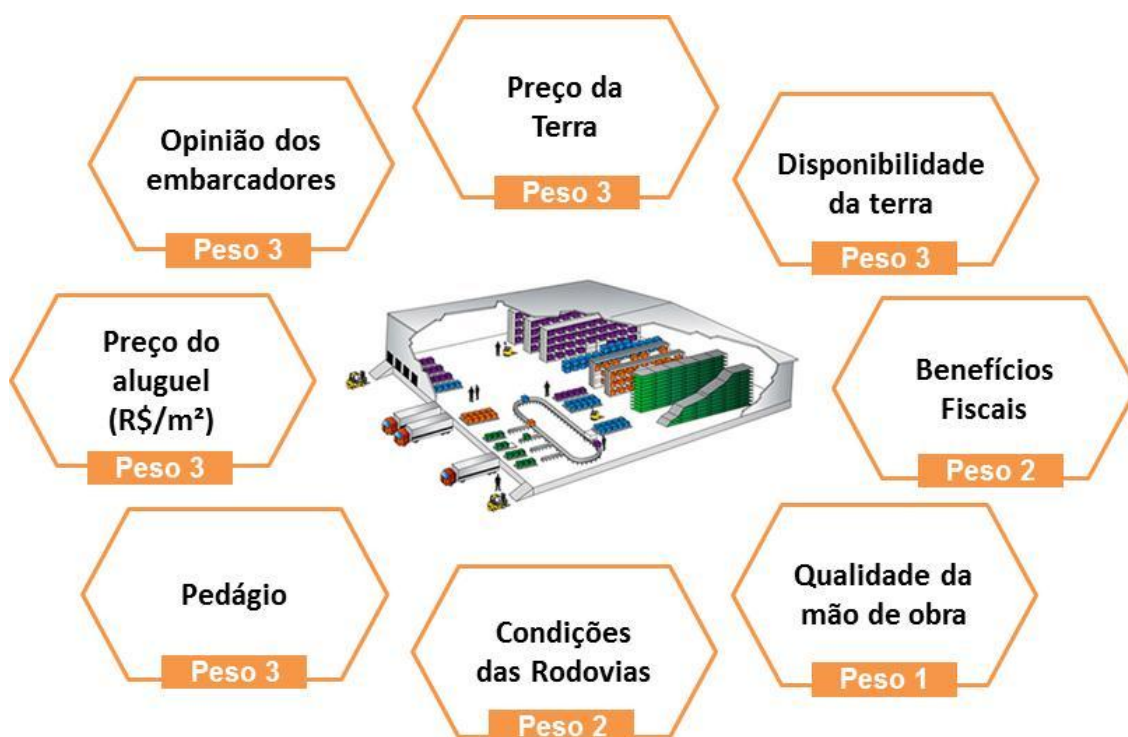 Preço da
Terra
Peso 3
Opinião dos
embarcadores
Peso 3
Disponibilidade
da terra
Peso 3
Preço do
aluguel
(R$/m²)
Peso 3
Benefícios
Fiscais
Peso 2
Pedágio
Peso 3
Condições
das Rodovias
Peso 2
Qualidade da
mão de obra
Peso 1